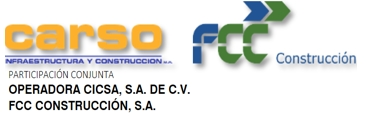 carso
INFRAESTRUCTURA Y CONSTRUCCION S.A.
FCC Construcción
PARTICIPACIÓN CONJUNTA
OPERADORA CICSA, S.A. DE C.V.
FCC CONSTRUCCIÓN, S.A.